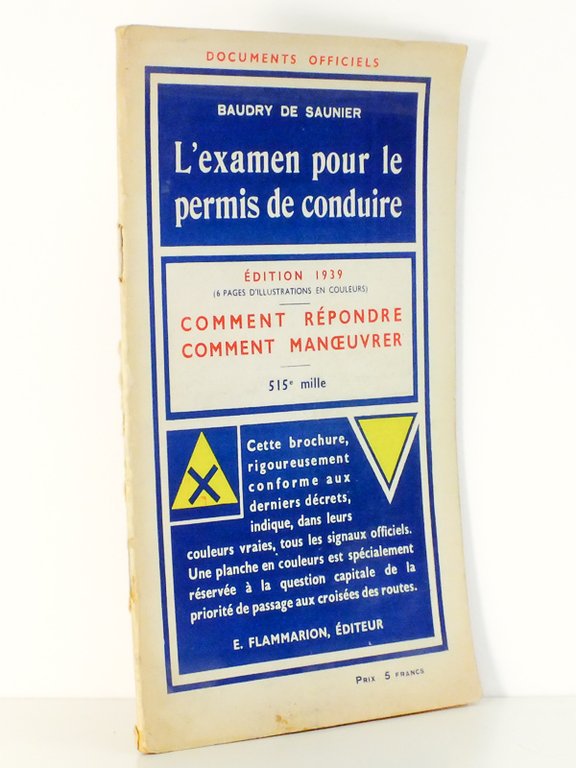 DOCUMENTS OFFICIELS
BAUDRY DE SAUNIER
L'examen pour le
permis de conduire
ÉDITION 1939
(6 PAGES D'ILLUSTRATIONS EN COULEURS)
COMMENT RÉPONDRE
COMMENT MANŒUVRER
515e mille
Cette brochure,
rigoureusement
conforme aux
derniers décrets,
indique, dans leurs
couleurs vraies, tous les signaux officiels.
Une planche en couleurs est spécialement
réservée à la question capitale de la
priorité de passage aux croisées des routes.
E. FLAMMARION, ÉDITEUR
PRIX 5 FRANCS